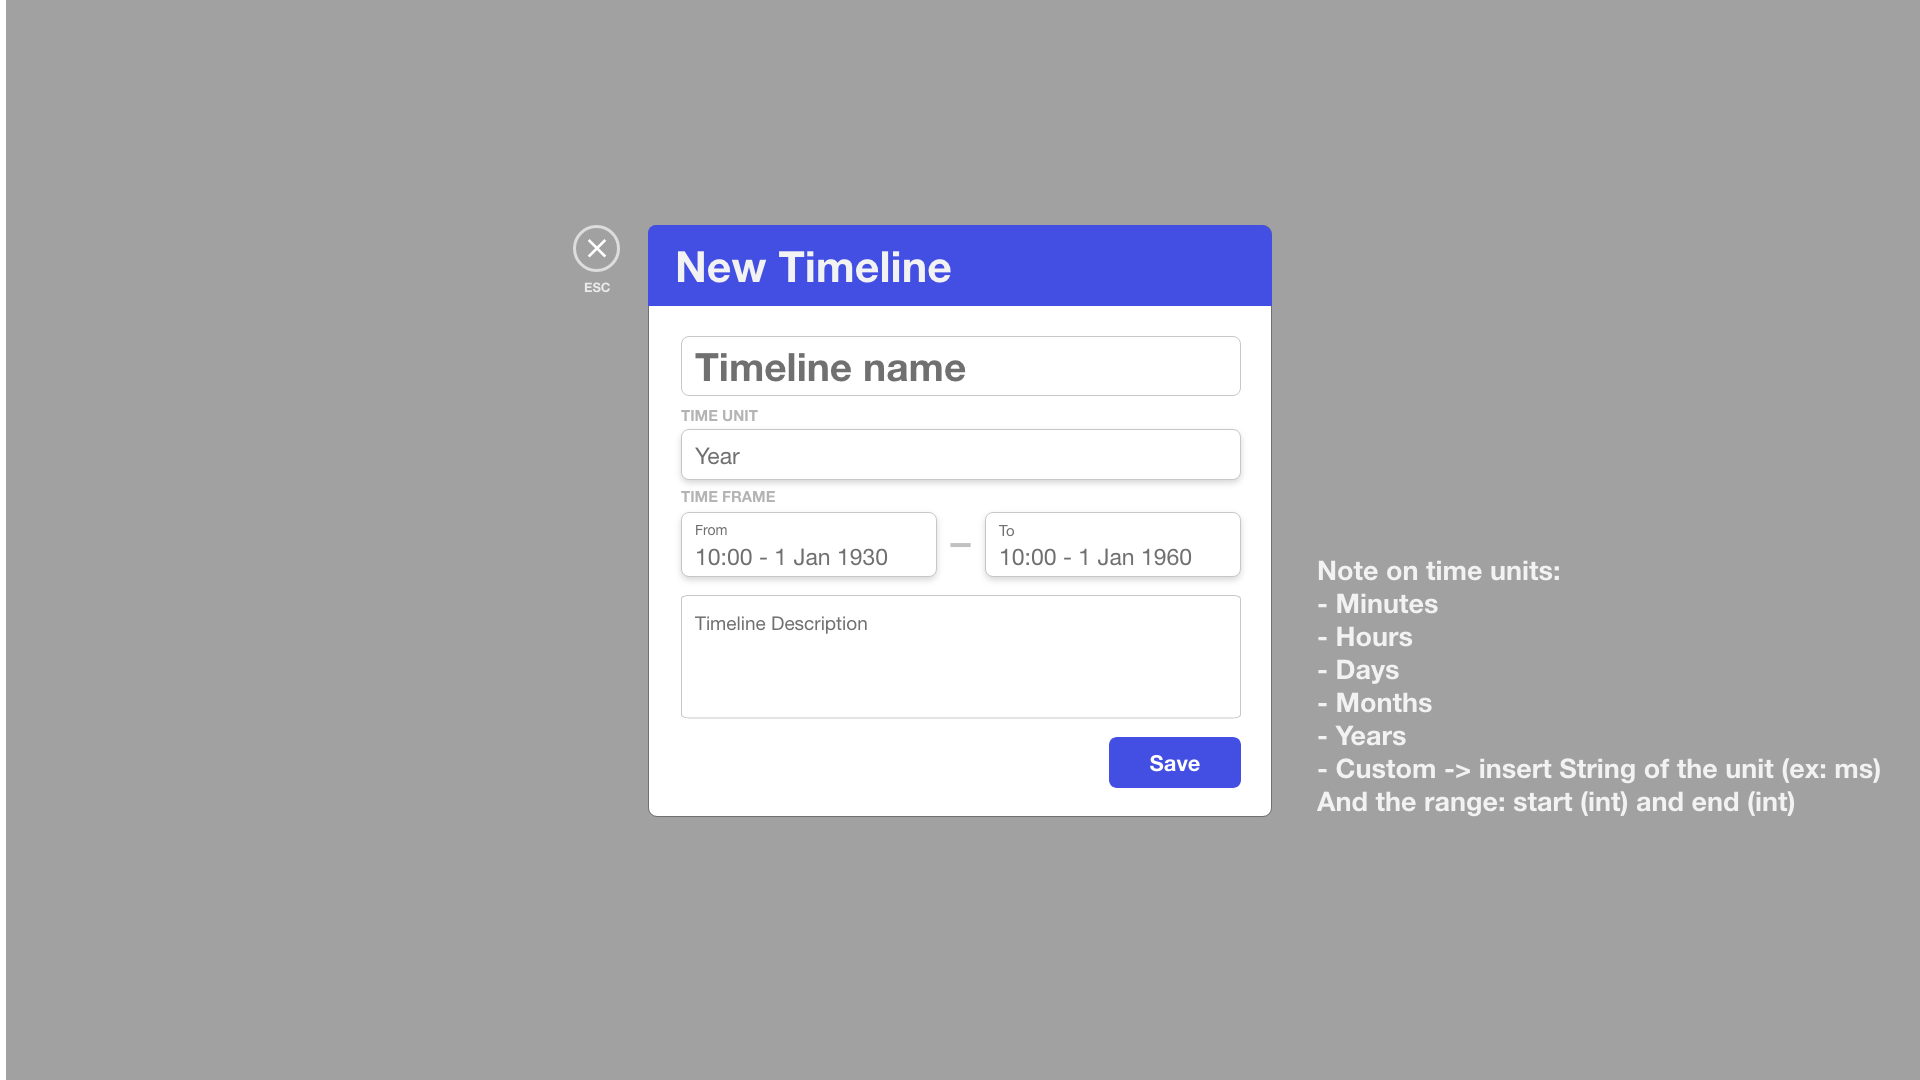 New Timeline
ESC
Timeline name
TIME UNIT
Year
TIME FRAME
From
10:00 - 1 Jan 1930
To
10:00 - 1 Jan 1960
Timeline Description
Save
Note on time units:
- Minutes
- Hours
- Days
- Months
- Years
- Custom -> insert String of the unit (ex: ms)
And the range: start (int) and end (int)